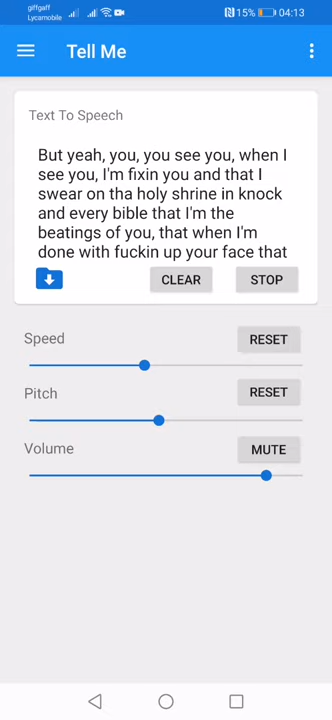 giffgaff
Lycamobile
15%
04:13
Tell Me
Text To Speech
But yeah, you, you see you, when I
see you, I'm fixin you and that I
swear on tha holy shrine in knock
and every bible that I'm the
beatings of you, that when I'm
done with fuckin up your face that
CLEAR
STOP
Speed
RESET
Pitch
RESET
Volume
MUTE